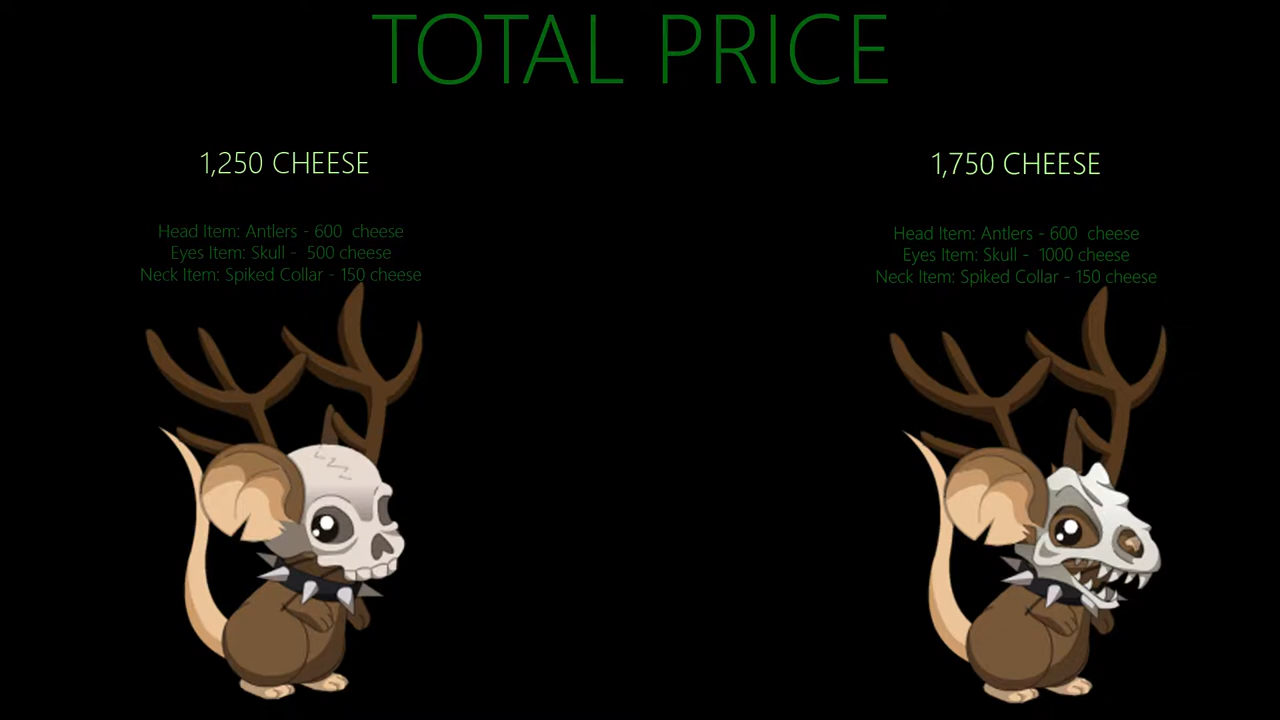 TOTAL PRICE
1,250 CHEESE
Head Item: Antlers - 600  cheese
Eyes Item: Skull -  500 cheese
Neck Item: Spiked Collar - 150 cheese
1,750 CHEESE
Head Item: Antlers - 600  cheese
Eyes Item: Skull -  1000 cheese
Neck Item: Spiked Collar - 150 cheese